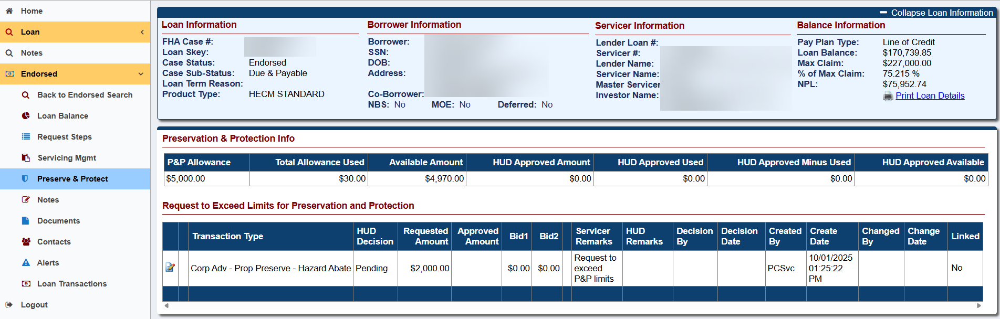 Home
Loan
Notes
Endorsed
Back to Endorsed Search
Loan Balance
Request Steps
Servicing Mgmt
Preserve & Protect
Notes
Documents
Contacts
Alerts
Loan Transactions
Logout
Collapse Loan Information
Loan Information
FHA Case #:
Loan Skey:
Case Status: Endorsed
Case Sub-Status: Due & Payable
Loan Term Reason:
Product Type: HECM STANDARD
Borrower Information
Borrower:
SSN:
DOB:
Address:
Co-Borrower:
NBS: No MOE: No Deferred: No
Servicer Information
Lender Loan #:
Servicer #:
Lender Name:
Servicer Name:
Master Servicer
Investor Name:
Balance Information
Pay Plan Type: Line of Credit
Loan Balance: $170,739.85
Max Claim: $227,000.00
% of Max Claim: 75.215 %
NPL: $75,952.74
Print Loan Details
Preservation & Protection Info
P&P Allowance Total Allowance Used Available Amount HUD Approved Amount HUD Approved Used HUD Approved Minus Used HUD Approved Available
$5,000.00 $30.00 $4,970.00 $0.00 $0.00 $0.00 $0.00
Request to Exceed Limits for Preservation and Protection
Transaction Type
HUD
Decision
Requested
Amount
Approved
Amount
Bid1
Bid2
Servicer
Remarks
HUD
Remarks
Decision
By
Decision
Date
Created
By
Create
Date
Changed
By
Change
Date
Linked
Corp Adv - Prop Preserve - Hazard Abate
Pending
$2,000.00
$0.00
$0.00
Request to
exceed
P&P limits
PCSvc
10/01/2025
01:25:22
PM
No